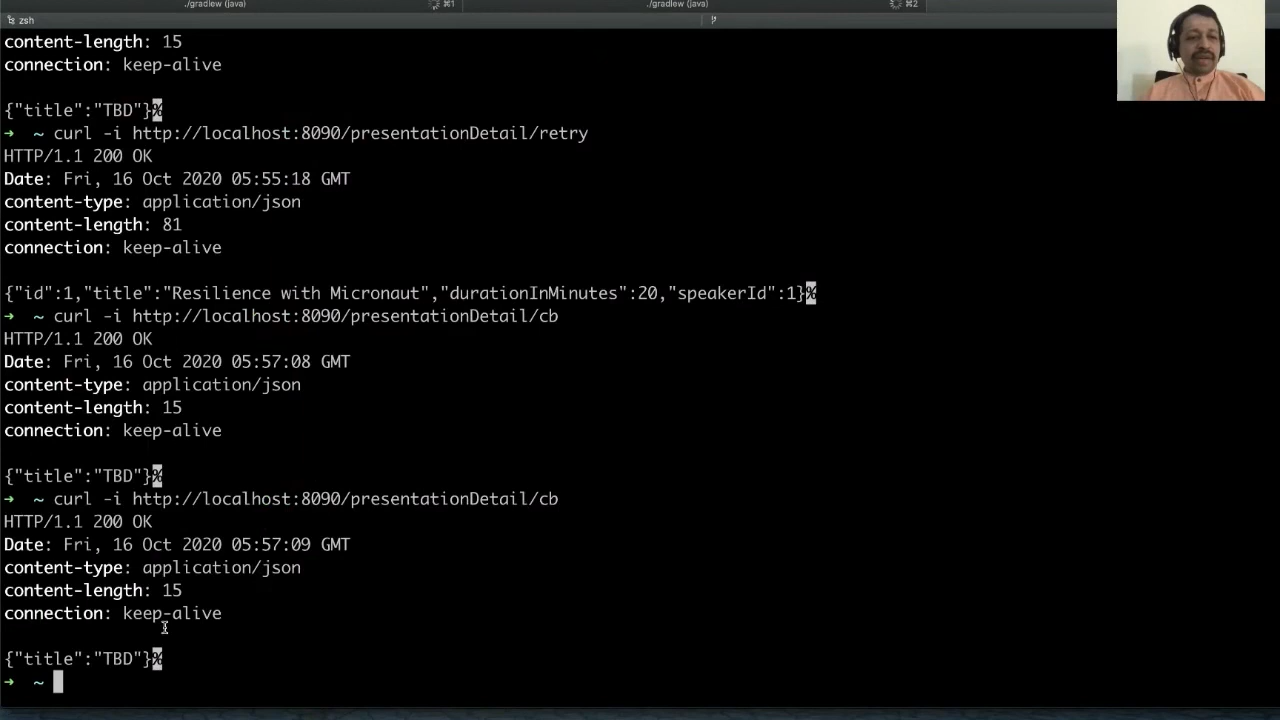 ./gradlew (java) ⌘1 ./gradlew (java) ⌘2
zsh
content-length: 15
connection: keep-alive
{"title":"TBD"}%
➜ ~ curl -i http://localhost:8090/presentationDetail/retry
HTTP/1.1 200 OK
Date: Fri, 16 Oct 2020 05:55:18 GMT
content-type: application/json
content-length: 81
connection: keep-alive
{"id":1,"title":"Resilience with Micronaut","durationInMinutes":20,"speakerId":1}%
➜ ~ curl -i http://localhost:8090/presentationDetail/cb
HTTP/1.1 200 OK
Date: Fri, 16 Oct 2020 05:57:08 GMT
content-type: application/json
content-length: 15
connection: keep-alive
{"title":"TBD"}%
➜ ~ curl -i http://localhost:8090/presentationDetail/cb
HTTP/1.1 200 OK
Date: Fri, 16 Oct 2020 05:57:09 GMT
content-type: application/json
content-length: 15
connection: keep-alive
{"title":"TBD"}%
➜ ~